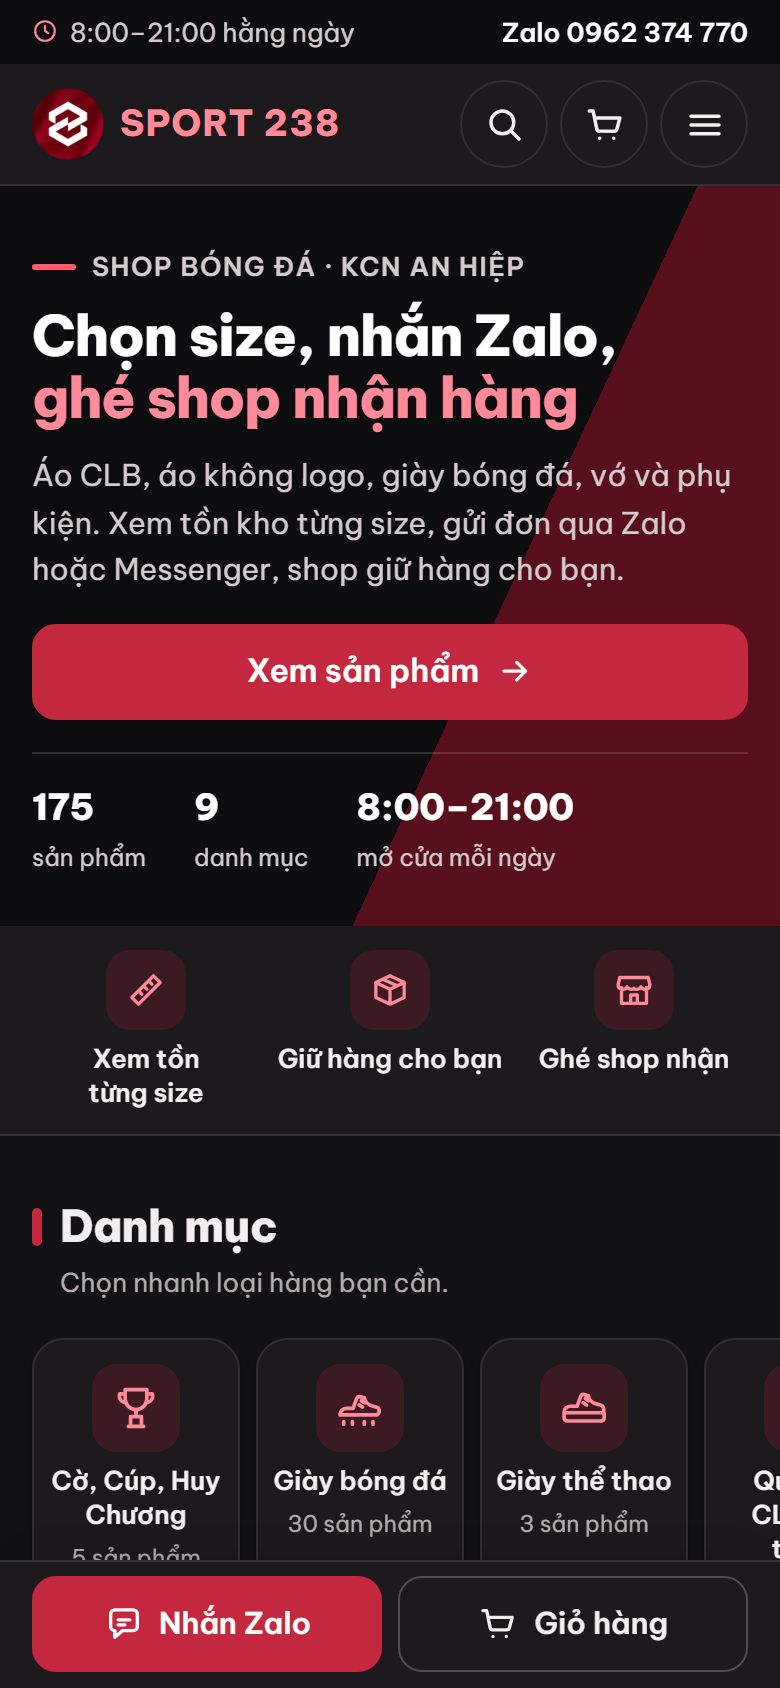 8:00–21:00 hằng ngày
Zalo 0962 374 770
SPORT 238
SHOP BÓNG ĐÁ · KCN AN HIỆP
Chọn size, nhắn Zalo,
ghé shop nhận hàng
Áo CLB, áo không logo, giày bóng đá, vớ và phụ
kiện. Xem tồn kho từng size, gửi đơn qua Zalo
hoặc Messenger, shop giữ hàng cho bạn.
Xem sản phẩm →
175
sản phẩm
9
danh mục
8:00–21:00
mở cửa mỗi ngày
Xem tồn
từng size
Giữ hàng cho bạn
Ghé shop nhận
Danh mục
Chọn nhanh loại hàng bạn cần.
Cờ, Cúp, Huy
Chương
5 sản phẩm
Giày bóng đá
30 sản phẩm
Giày thể thao
3 sản phẩm
Nhắn Zalo
Giỏ hàng